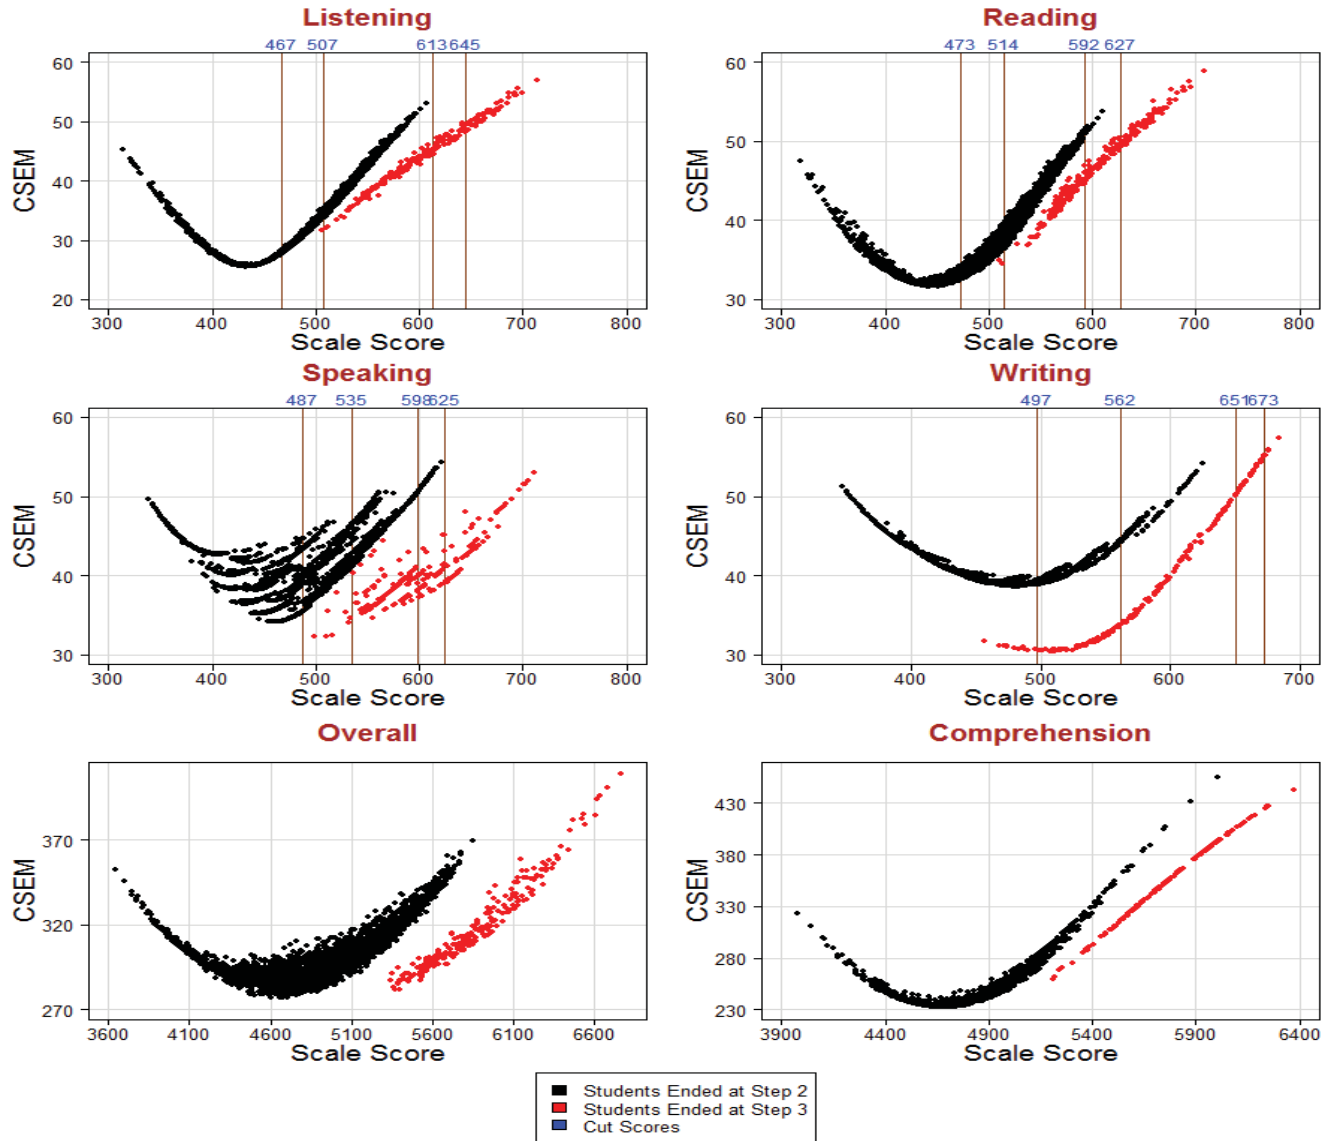 Listening
467 507 613 645
60
50
40
30
20
CSEM
300 400 500 600 700 800
Scale Score
Reading
473 514 592 627
60
50
40
30
CSEM
300 400 500 600 700 800
Scale Score
Speaking
487 535 598 625
60
50
40
30
CSEM
300 400 500 600 700 800
Scale Score
Writing
497 562 651 673
60
50
40
30
CSEM
300 400 500 600 700
Scale Score
Overall
370
320
270
CSEM
3600 4100 4600 5100 5600 6100 6600
Scale Score
Comprehension
430
380
330
280
230
CSEM
3900 4400 4900 5400 5900 6400
Scale Score
Students Ended at Step 2
Students Ended at Step 3
Cut Scores